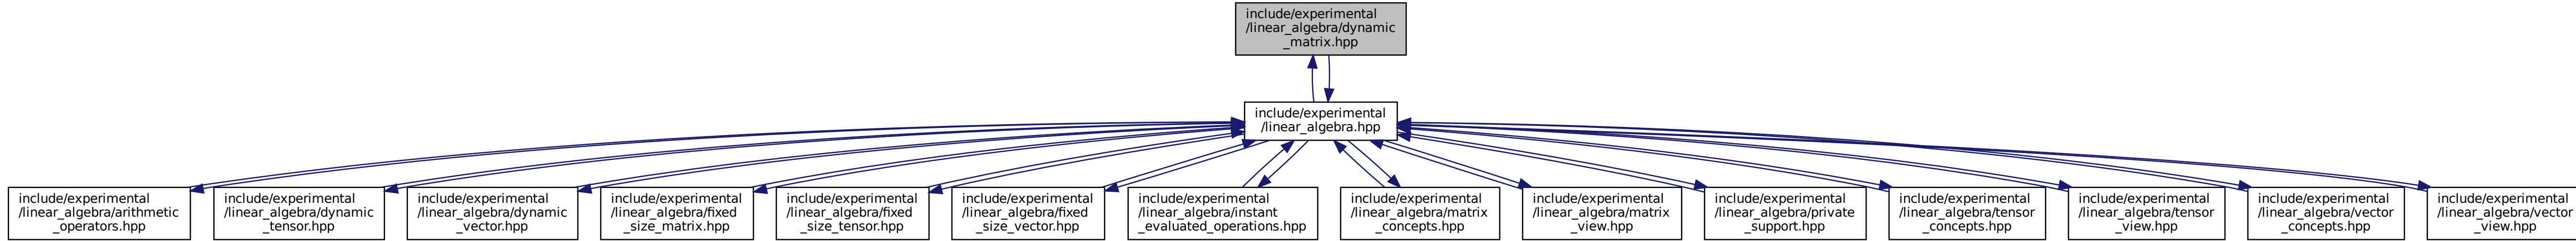 include/experimental
/linear_algebra/dynamic
_matrix.hpp
include/experimental
/linear_algebra.hpp
include/experimental
/linear_algebra/arithmetic
_operators.hpp
include/experimental
/linear_algebra/dynamic
_tensor.hpp
include/experimental
/linear_algebra/dynamic
_vector.hpp
include/experimental
/linear_algebra/fixed
_size_matrix.hpp
include/experimental
/linear_algebra/fixed
_size_tensor.hpp
include/experimental
/linear_algebra/fixed
_size_vector.hpp
include/experimental
/linear_algebra/instant
_evaluated_operations.hpp
include/experimental
/linear_algebra/matrix
_concepts.hpp
include/experimental
/linear_algebra/matrix
_view.hpp
include/experimental
/linear_algebra/private
_support.hpp
include/experimental
/linear_algebra/tensor
_concepts.hpp
include/experimental
/linear_algebra/tensor
_view.hpp
include/experimental
/linear_algebra/vector
_concepts.hpp
include/experimental
/linear_algebra/vector
_view.hpp